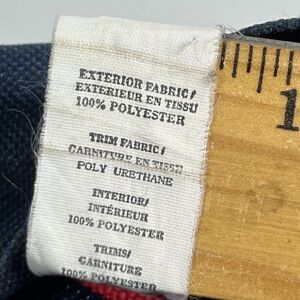 EXTERIOR FABRIC/
EXTERIEUR EN TISSU
100% POLYESTER
TRIM FABRIC/
GARNITURE EN TISSU
POLY URETHANE
INTERIOR/
INTÉRIEUR
100% POLYESTER
TRIMS/
GARNITURE
100% POLYESTER
1